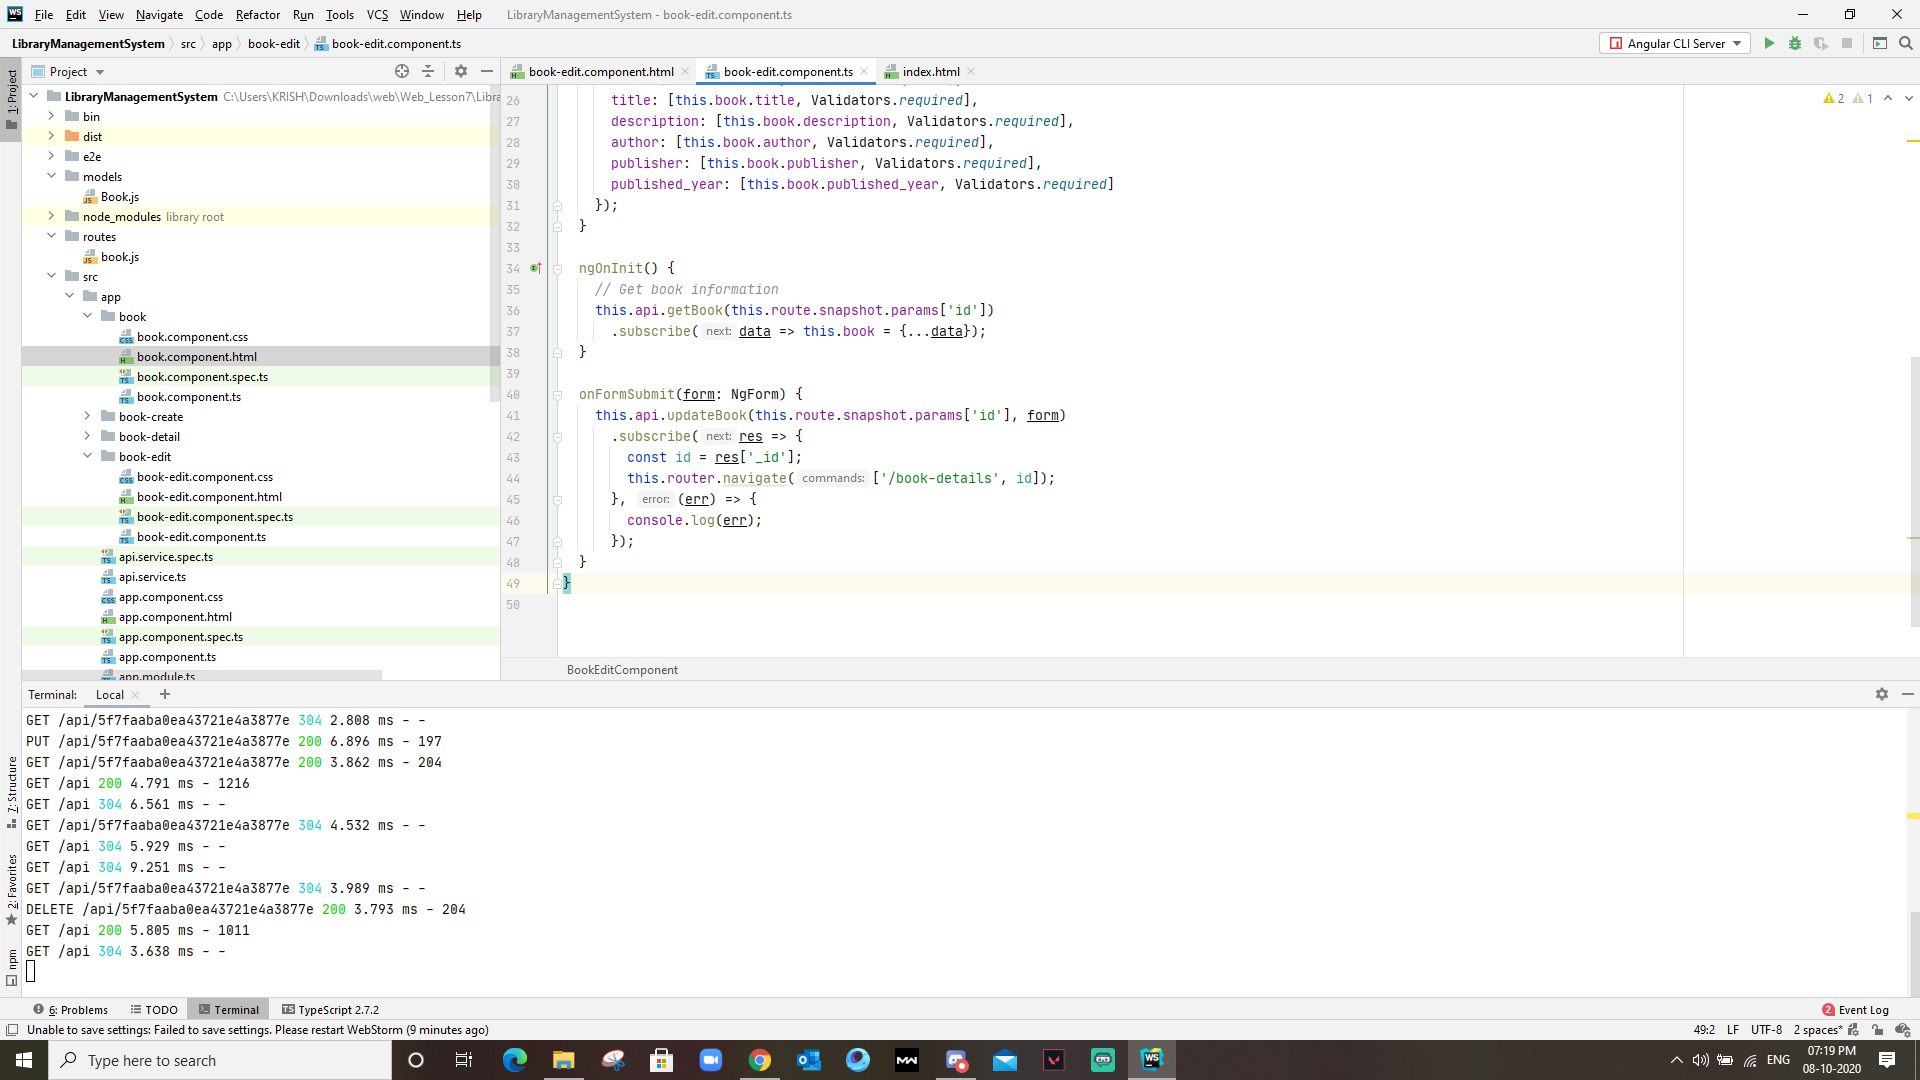 File Edit View Navigate Code Refactor Run Tools VCS Window Help LibraryManagementSystem - book-edit.component.ts
LibraryManagementSystem src app book-edit book-edit.component.ts Angular CLI Server
Project book-edit.component.html book-edit.component.ts index.html
1: Project
LibraryManagementSystem C:\Users\KRISH\Downloads\web\Web_Lesson7\Libra
bin
dist
e2e
models
Book.js
node_modules library root
routes
book.js
src
app
book
book.component.css
book.component.html
book.component.spec.ts
book.component.ts
book-create
book-detail
book-edit
book-edit.component.css
book-edit.component.html
book-edit.component.spec.ts
book-edit.component.ts
api.service.spec.ts
api.service.ts
app.component.css
app.component.html
app.component.spec.ts
app.component.ts
app.module.ts
2 1
26 title: [this.book.title, Validators.required],
27 description: [this.book.description, Validators.required],
28 author: [this.book.author, Validators.required],
29 publisher: [this.book.publisher, Validators.required],
30 published_year: [this.book.published_year, Validators.required]
31 });
32 }
33
34 ngOnInit() {
35 // Get book information
36 this.api.getBook(this.route.snapshot.params['id'])
37 .subscribe( next: data => this.book = {...data});
38 }
39
40 onFormSubmit(form: NgForm) {
41 this.api.updateBook(this.route.snapshot.params['id'], form)
42 .subscribe( next: res => {
43 const id = res['_id'];
44 this.router.navigate( commands: ['/book-details', id]);
45 }, error: (err) => {
46 console.log(err);
47 });
48 }
49 }
50
BookEditComponent
Terminal: Local
GET /api/5f7faaba0ea43721e4a3877e 304 2.808 ms - -
PUT /api/5f7faaba0ea43721e4a3877e 200 6.896 ms - 197
GET /api/5f7faaba0ea43721e4a3877e 200 3.862 ms - 204
GET /api 200 4.791 ms - 1216
GET /api 304 6.561 ms - -
GET /api/5f7faaba0ea43721e4a3877e 304 4.532 ms - -
GET /api 304 5.929 ms - -
GET /api 304 9.251 ms - -
GET /api/5f7faaba0ea43721e4a3877e 304 3.989 ms - -
DELETE /api/5f7faaba0ea43721e4a3877e 200 3.793 ms - 204
GET /api 200 5.805 ms - 1011
GET /api 304 3.638 ms - -
7: Structure
2: Favorites
npm
6: Problems TODO Terminal TypeScript 2.7.2 2 Event Log
Unable to save settings: Failed to save settings. Please restart WebStorm (9 minutes ago) 49:2 LF UTF-8 2 spaces*
Type here to search ENG 07:19 PM
08-10-2020